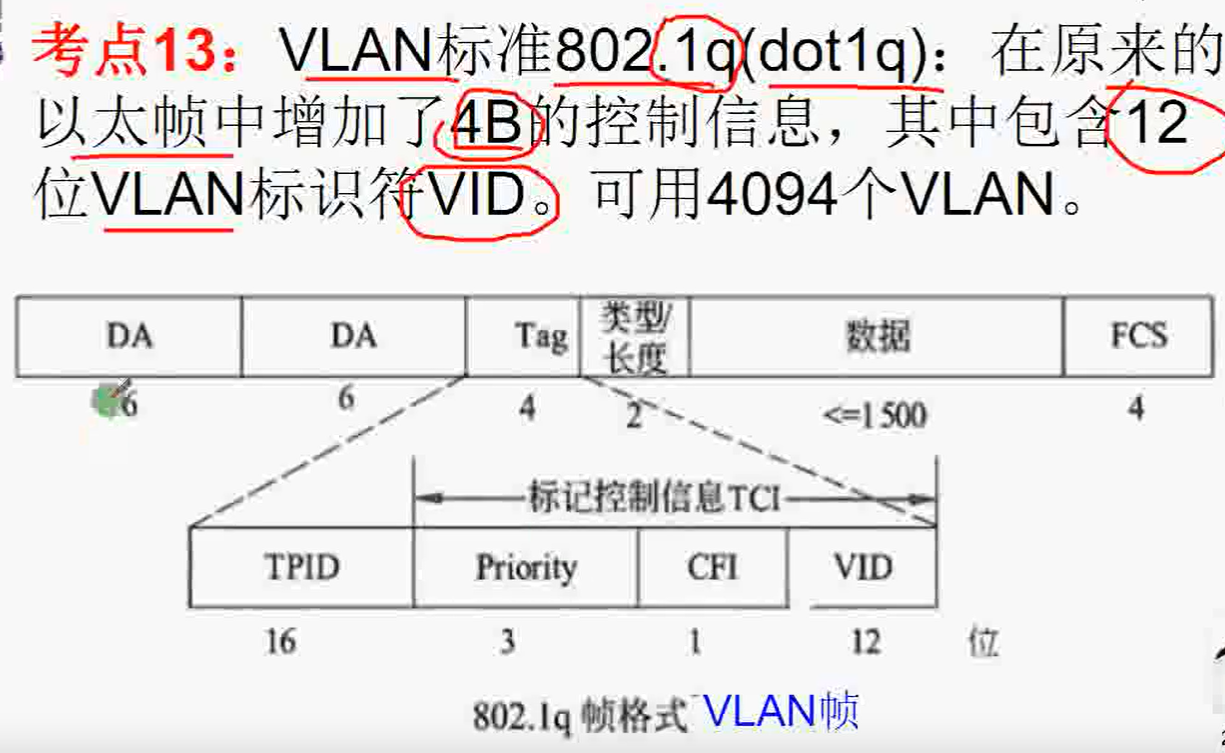 考点13：VLAN标准802.1q(dot1q)：在原来的
以太帧中增加了4B的控制信息，其中包含12
位VLAN标识符VID。可用4094个VLAN。
DA DA Tag 类型/长度 数据 FCS
6 6 4 2 <=1500 4
标记控制信息TCI
TPID Priority CFI VID
16 3 1 12 位
802.1q 帧格式 VLAN帧